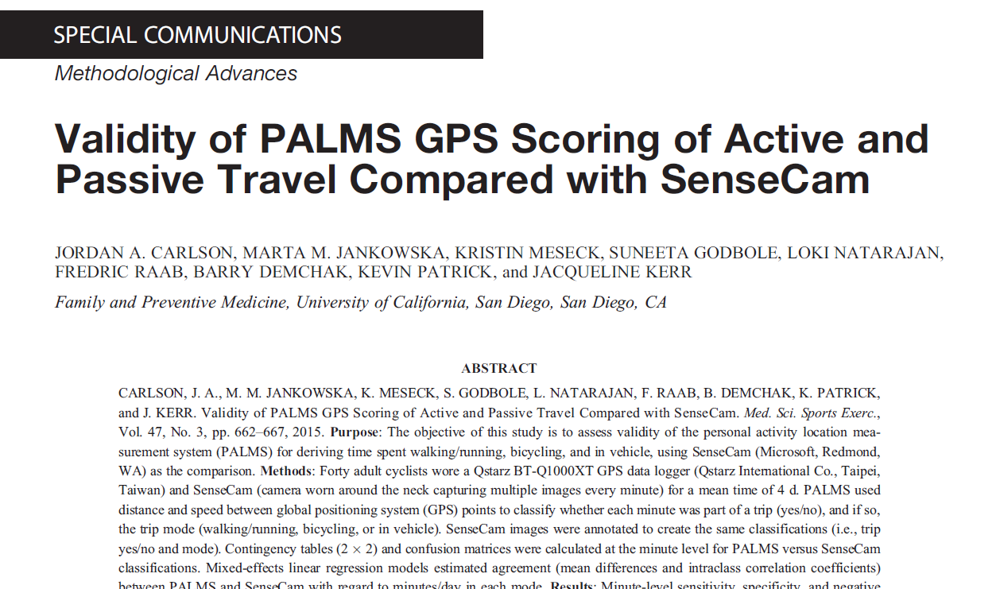 SPECIAL COMMUNICATIONS
Methodological Advances
Validity of PALMS GPS Scoring of Active and
Passive Travel Compared with SenseCam
JORDAN A. CARLSON, MARTA M. JANKOWSKA, KRISTIN MESECK, SUNEETA GODBOLE, LOKI NATARAJAN,
FREDRIC RAAB, BARRY DEMCHAK, KEVIN PATRICK, and JACQUELINE KERR
Family and Preventive Medicine, University of California, San Diego, San Diego, CA
ABSTRACT
CARLSON, J. A., M. M. JANKOWSKA, K. MESECK, S. GODBOLE, L. NATARAJAN, F. RAAB, B. DEMCHAK, K. PATRICK,
and J. KERR. Validity of PALMS GPS Scoring of Active and Passive Travel Compared with SenseCam. Med. Sci. Sports Exerc.,
Vol. 47, No. 3, pp. 662–667, 2015. Purpose: The objective of this study is to assess validity of the personal activity location mea-
surement system (PALMS) for deriving time spent walking/running, bicycling, and in vehicle, using SenseCam (Microsoft, Redmond,
WA) as the comparison. Methods: Forty adult cyclists wore a Qstarz BT-Q1000XT GPS data logger (Qstarz International Co., Taipei,
Taiwan) and SenseCam (camera worn around the neck capturing multiple images every minute) for a mean time of 4 d. PALMS used
distance and speed between global positioning system (GPS) points to classify whether each minute was part of a trip (yes/no), and if so,
the trip mode (walking/running, bicycling, or in vehicle). SenseCam images were annotated to create the same classifications (i.e., trip
yes/no and mode). Contingency tables (2 × 2) and confusion matrices were calculated at the minute level for PALMS versus SenseCam
classifications. Mixed-effects linear regression models estimated agreement (mean differences and intraclass correlation coefficients)
between PALMS and SenseCam with regard to minutes/day in each mode. Results: Minute-level sensitivity, specificity, and negative